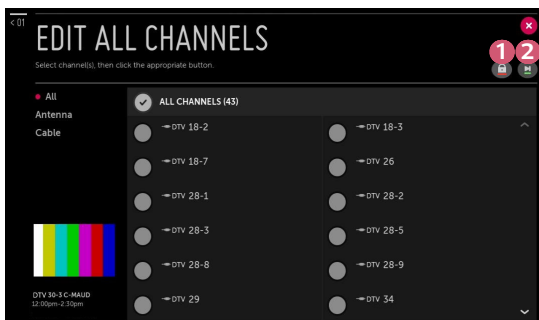 < 01
EDIT ALL CHANNELS
Select channel(s), then click the appropriate button.
1 2
All
Antenna
Cable
ALL CHANNELS (43)
DTV 18-2
DTV 18-3
DTV 18-7
DTV 26
DTV 28-1
DTV 28-2
DTV 28-3
DTV 28-5
DTV 28-8
DTV 28-9
DTV 29
DTV 34
DTV 30-3 C-MAUD
12:00pm-2:30pm